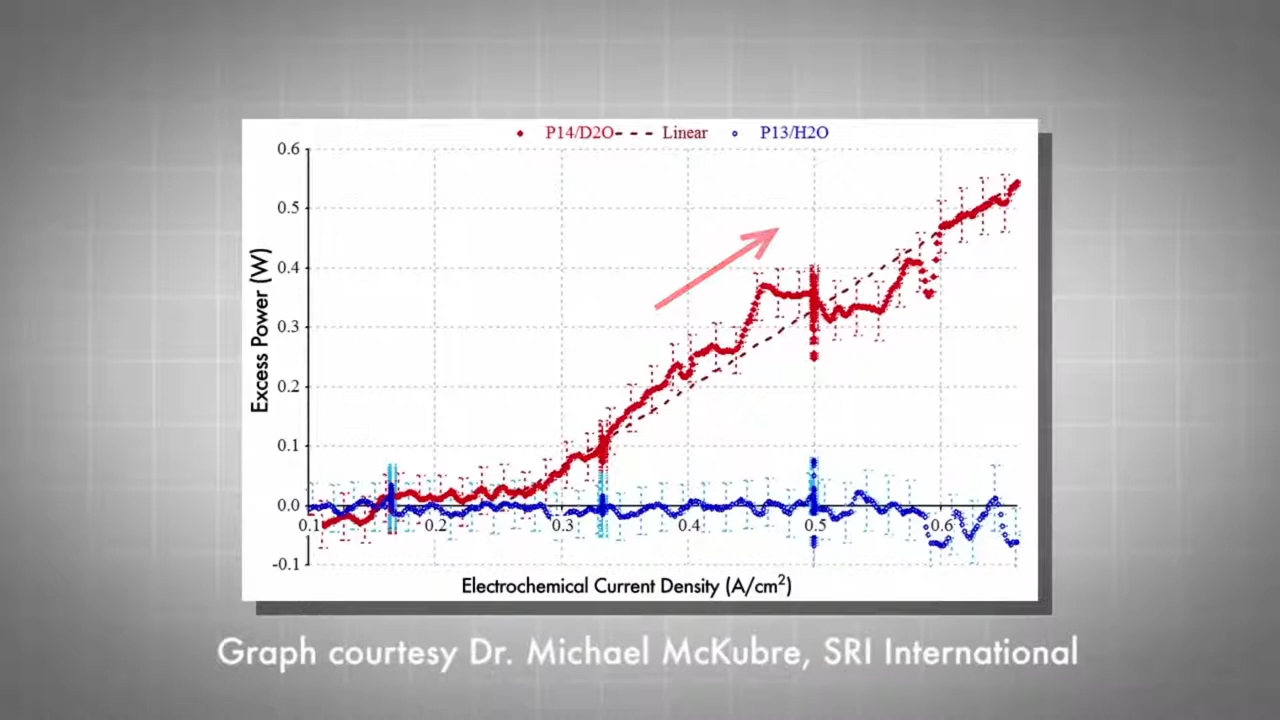 P14/D2O --- Linear P13/H2O
0.6
0.5
0.4
0.3
0.2
0.1
0.0
0.1 0.2 0.3 0.4 0.5 0.6
-0.1
Excess Power (W)
Electrochemical Current Density (A/cm²)
Graph courtesy Dr. Michael McKubre, SRI International